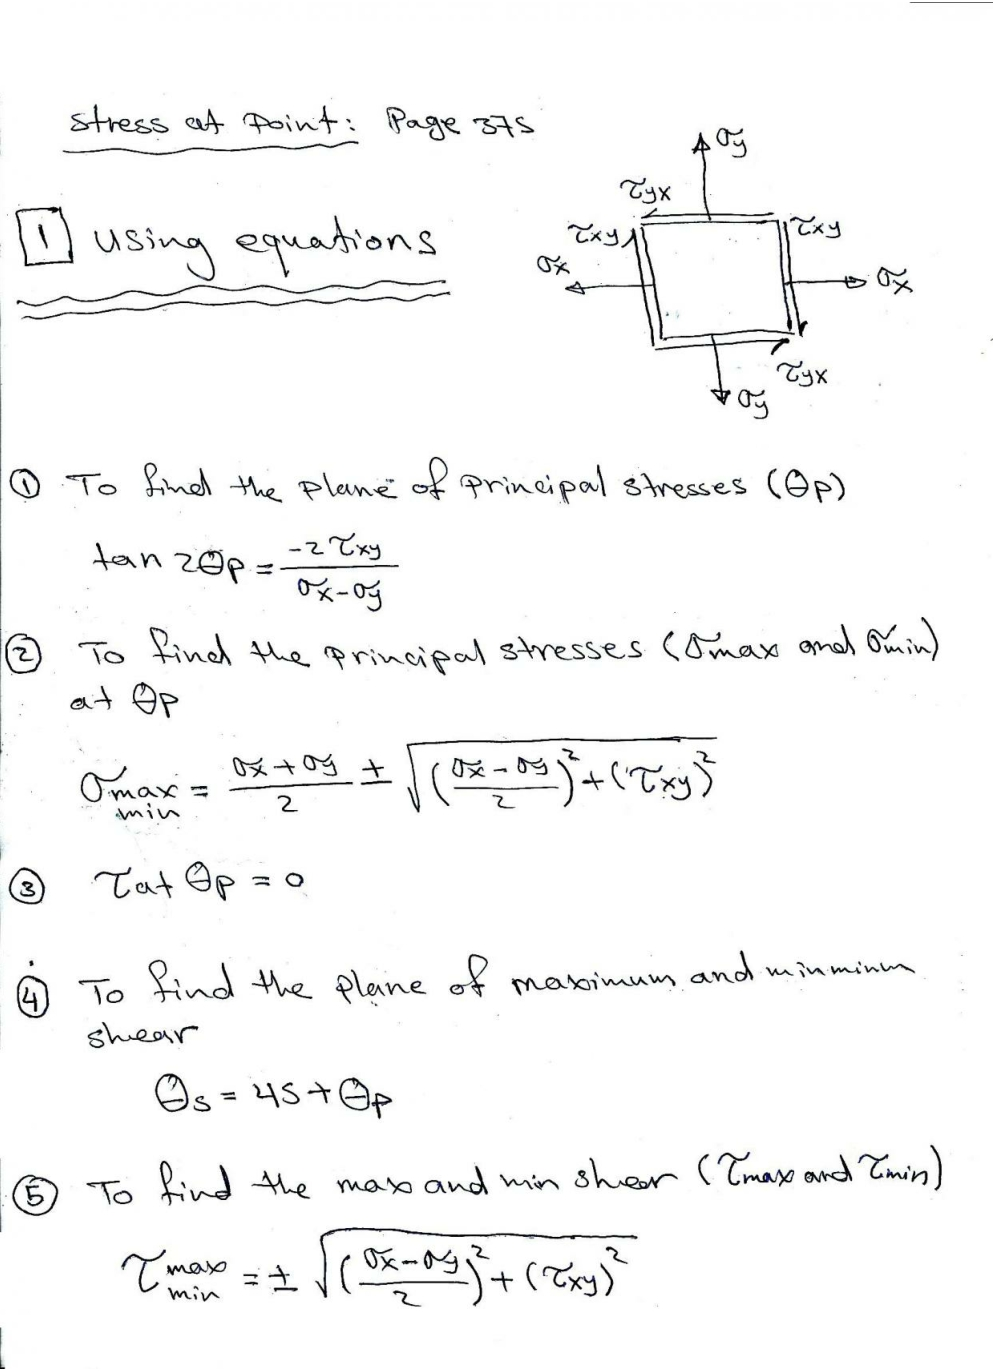 stress at point: Page 375
σy
τyx
τxy τxy
σx σx
1 using equations
τyx
σy
① To find the plane of principal stresses (θp)
tan 2θp = -2 τxy / σx - σy
② To find the principal stresses (σmax and σmin)
at θp
σmax min = σx + σy / 2 ± √((σx - σy / 2)² + (τxy)²)
③ τ at θp = 0
④ To find the plane of maximum and minminum
shear
θs = 45 + θp
⑤ To find the max and min shear (τmax and τmin)
τmax min = ± √((σx - σy / 2)² + (τxy)²)